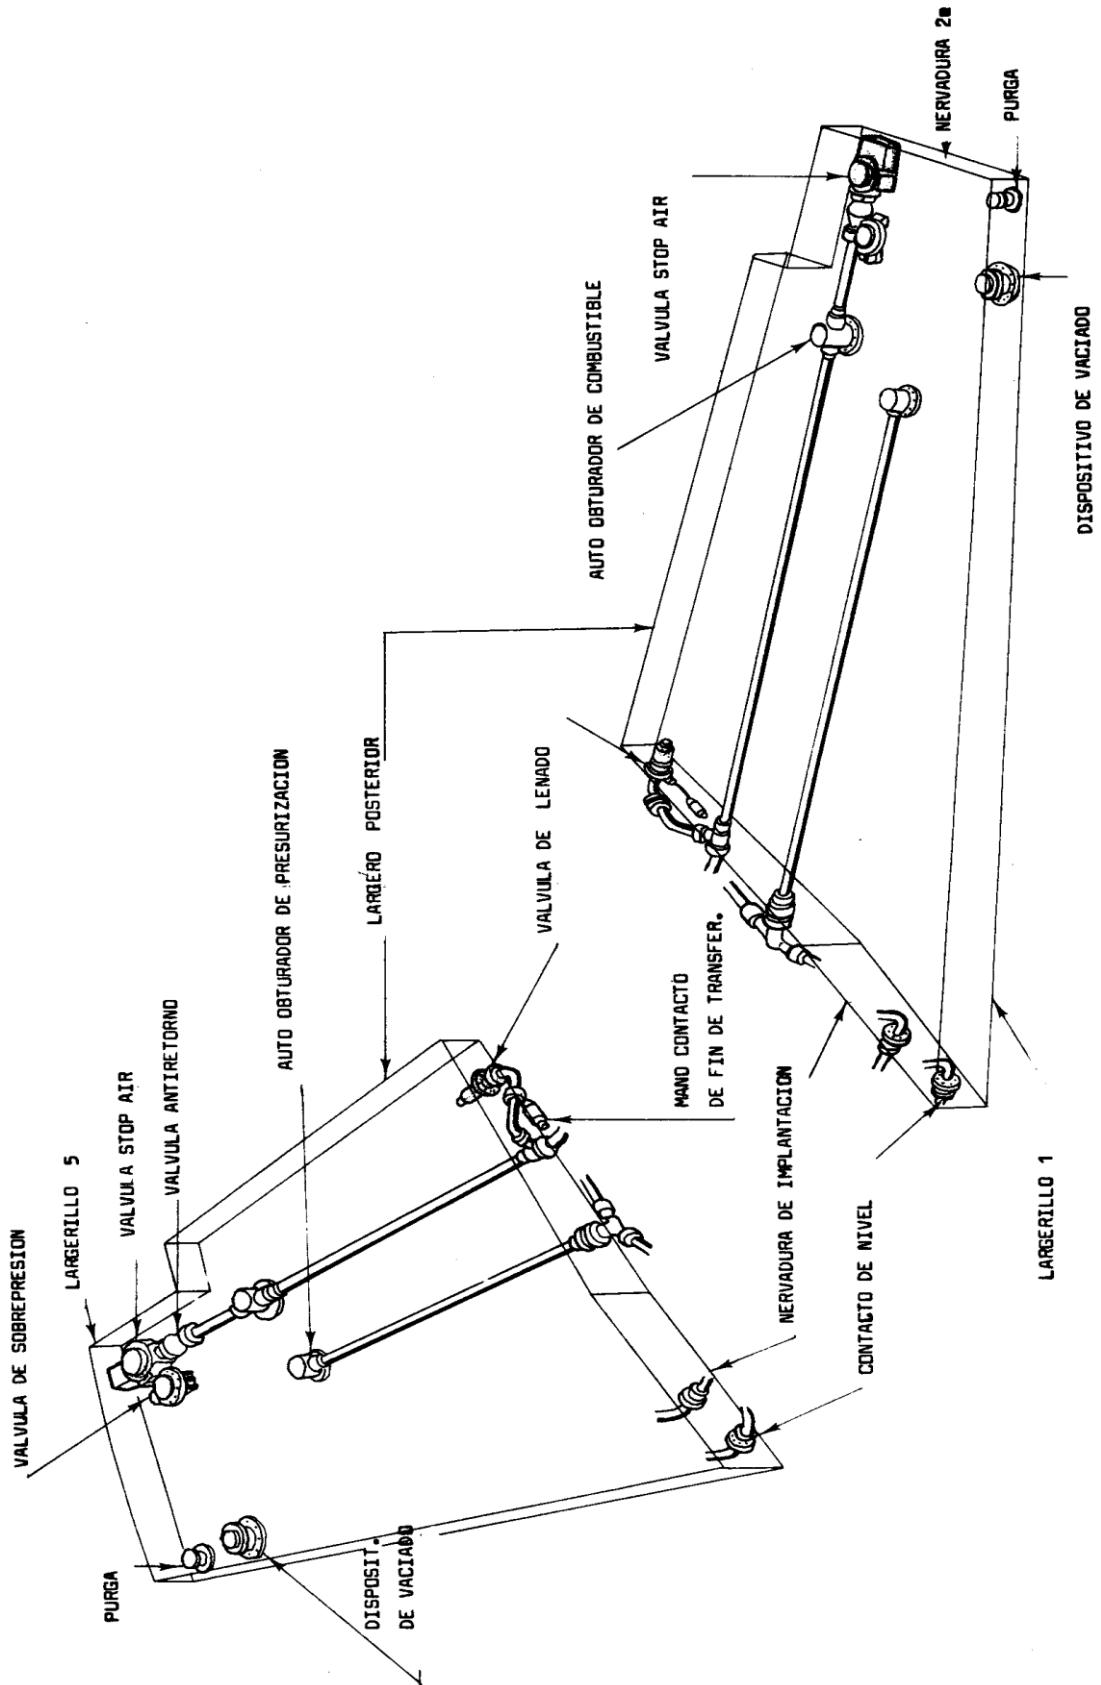 VALVULA DE SOBREPRESION
LARGERILLO 5
VALVULA STOP AIR
VALVULA ANTIRETORNO
AUTO OBTURADOR DE PRESURIZACION
LARGERO POSTERIOR
VALVULA DE LENADO
AUTO OBTURADOR DE COMBUSTIBLE
VALVULA STOP AIR
NERVADURA 2a
PURGA
PURGA
DISPOSIT.
DE VACIADO
MANO CONTACTO
DE FIN DE TRANSFER.
NERVADURA DE IMPLANTACION
CONTACTO DE NIVEL
LARGERILLO 1
DISPOSITIVO DE VACIADO